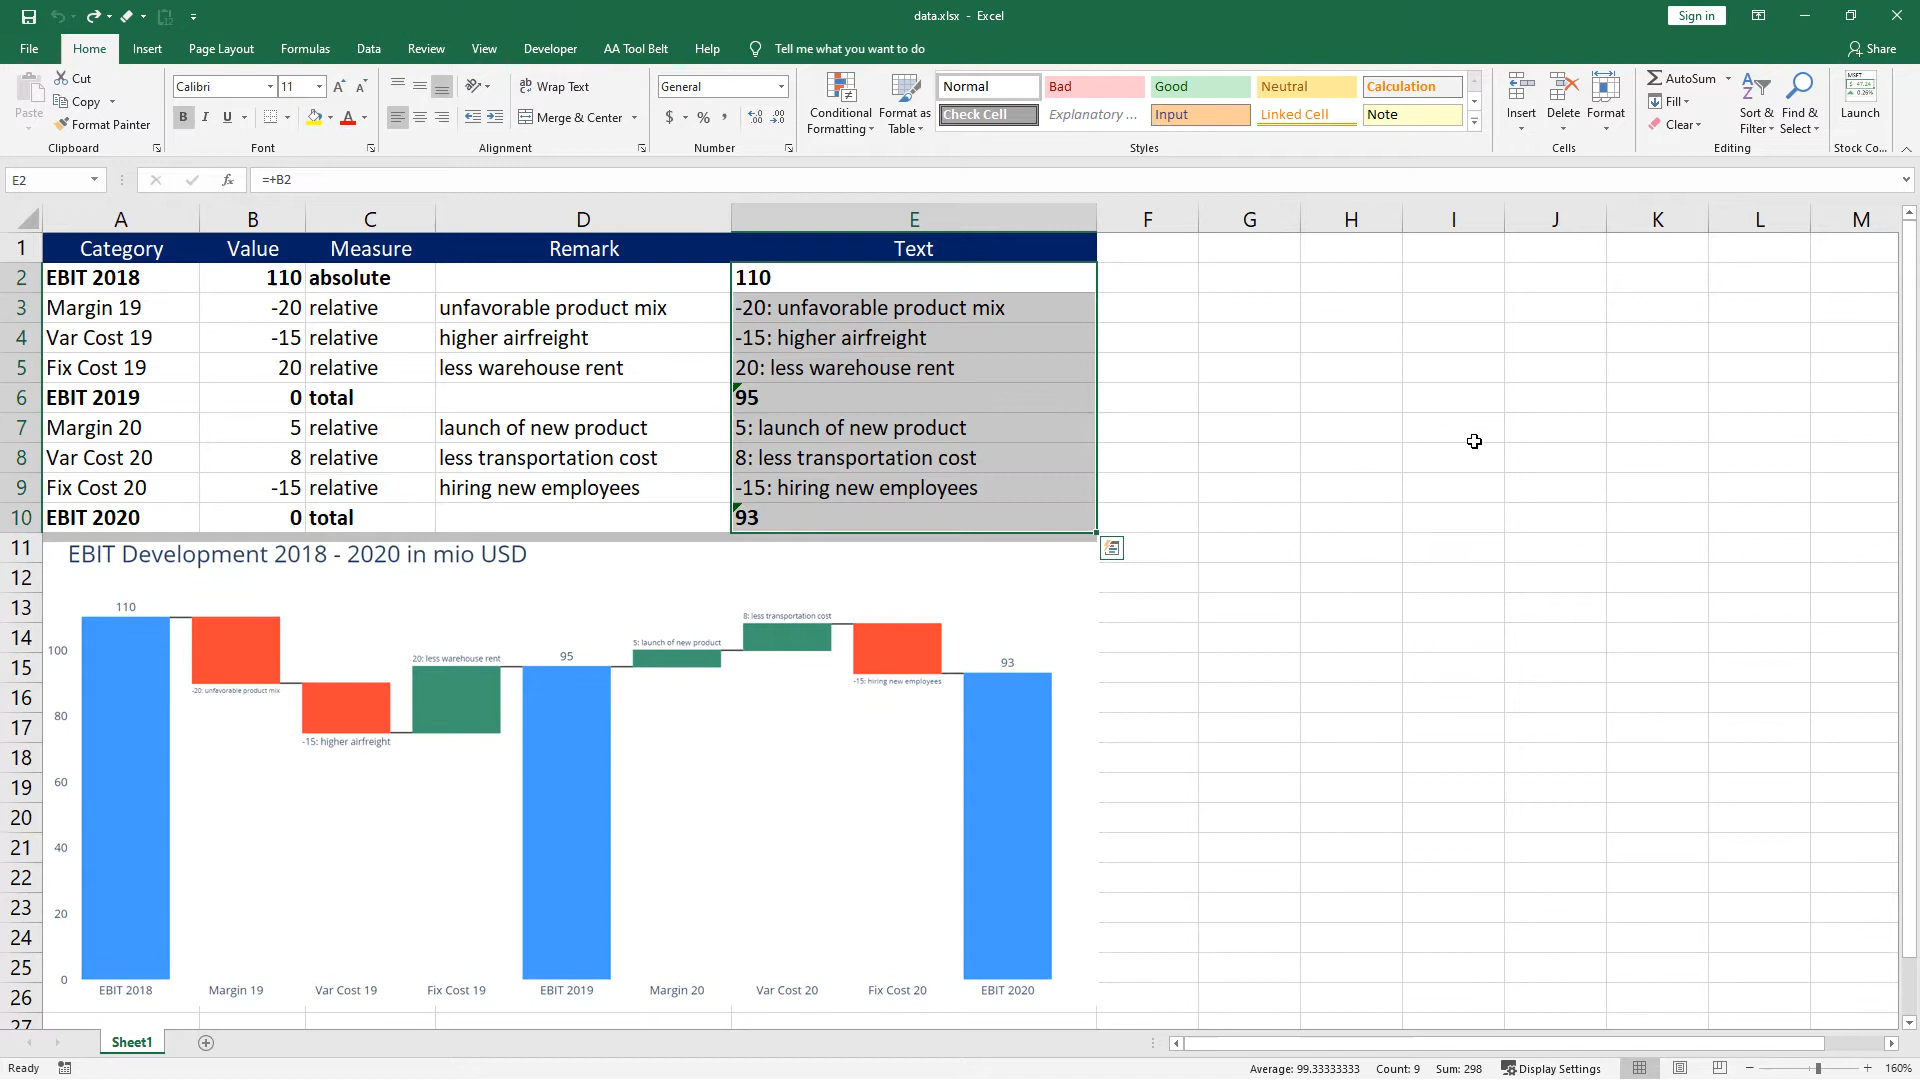 data.xlsx - Excel
Sign in
File Home Insert Page Layout Formulas Data Review View Developer AA Tool Belt Help Tell me what you want to do Share
Paste
Cut
Copy
Format Painter
Clipboard
Calibri 11
B I U
Font
Wrap Text
Merge & Center
Alignment
General
$ % ,
Number
Conditional Formatting
Format as Table
Normal Bad Good Neutral Calculation
Check Cell Explanatory ... Input Linked Cell Note
Styles
Insert Delete Format
Cells
AutoSum
Fill
Clear
Sort & Filter
Find & Select
Editing
Launch
Stock Co...
E2 fx =+B2
A B C D E F G H I J K L M
1 Category Value Measure Remark Text
2 EBIT 2018 110 absolute 110
3 Margin 19 -20 relative unfavorable product mix -20: unfavorable product mix
4 Var Cost 19 -15 relative higher airfreight -15: higher airfreight
5 Fix Cost 19 20 relative less warehouse rent 20: less warehouse rent
6 EBIT 2019 0 total 95
7 Margin 20 5 relative launch of new product 5: launch of new product
8 Var Cost 20 8 relative less transportation cost 8: less transportation cost
9 Fix Cost 20 -15 relative hiring new employees -15: hiring new employees
10 EBIT 2020 0 total 93
11
12
13
14
15
16
17
18
19
20
21
22
23
24
25
26
27
EBIT Development 2018 - 2020 in mio USD
110
-20: unfavorable product mix
-15: higher airfreight
20: less warehouse rent
95
5: launch of new product
8: less transportation cost
-15: hiring new employees
93
100
80
60
40
20
0
EBIT 2018 Margin 19 Var Cost 19 Fix Cost 19 EBIT 2019 Margin 20 Var Cost 20 Fix Cost 20 EBIT 2020
Sheet1
Ready
Average: 99.33333333 Count: 9 Sum: 298 Display Settings 160%